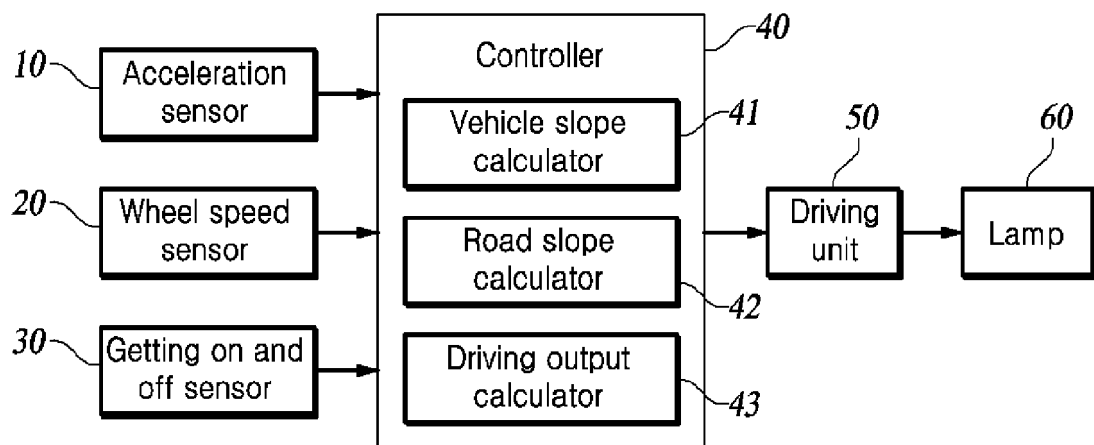 10
Acceleration
sensor
20
Wheel speed
sensor
30
Getting on and
off sensor
40
Controller
41
Vehicle slope
calculator
42
Road slope
calculator
43
Driving output
calculator
50
Driving
unit
60
Lamp